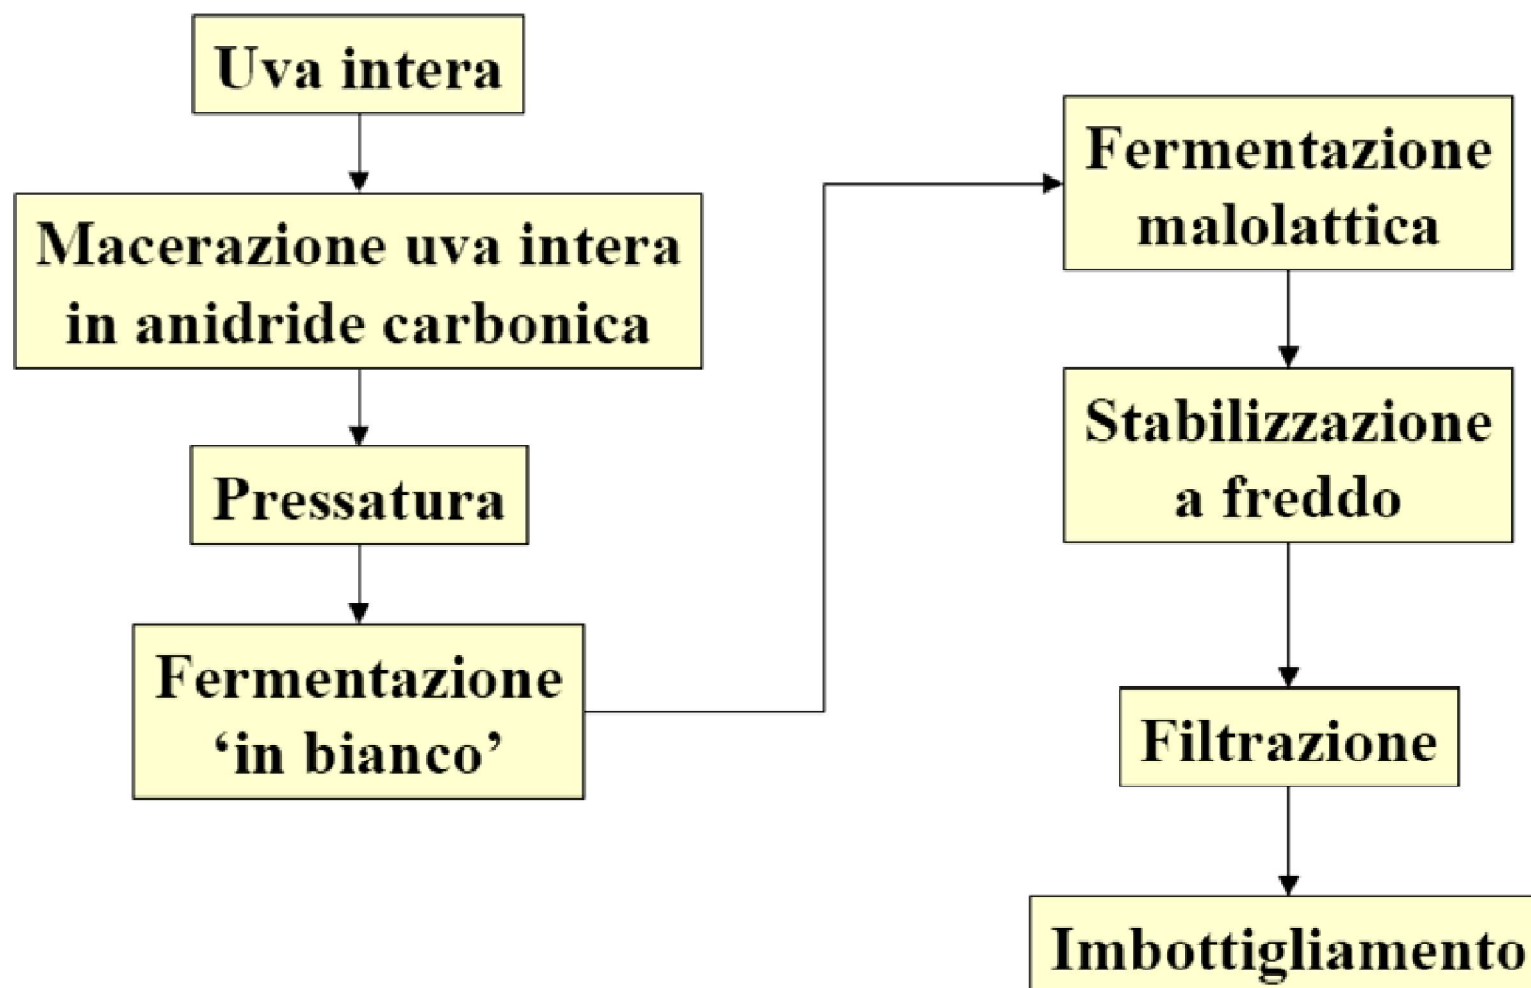 Uva intera
Macerazione uva intera
in anidride carbonica
Pressatura
Fermentazione
‘in bianco’
Fermentazione
malolattica
Stabilizzazione
a freddo
Filtrazione
Imbottigliamento